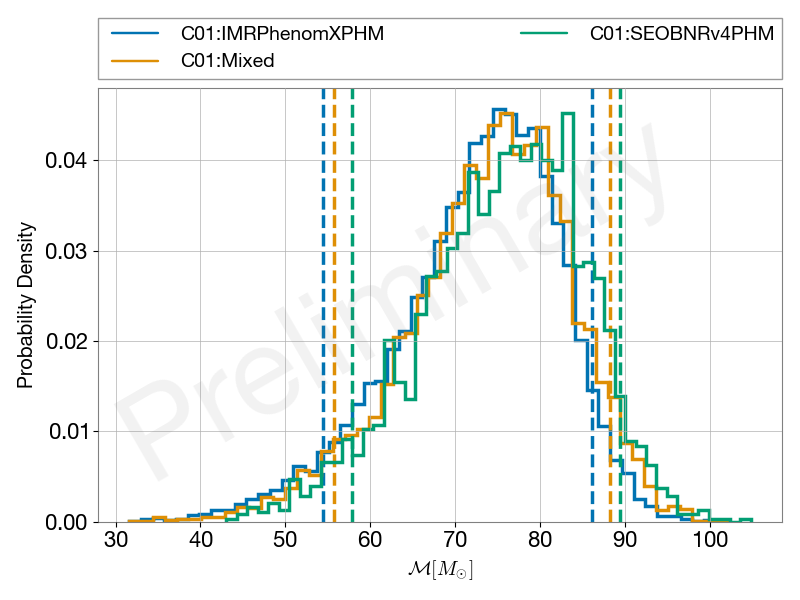 C01:IMRPhenomXPHM
C01:Mixed
C01:SEOBNRv4PHM
Preliminary
Probability Density
0.04
0.03
0.02
0.01
0.00
30 40 50 60 70 80 90 100
ℳ[M☉]